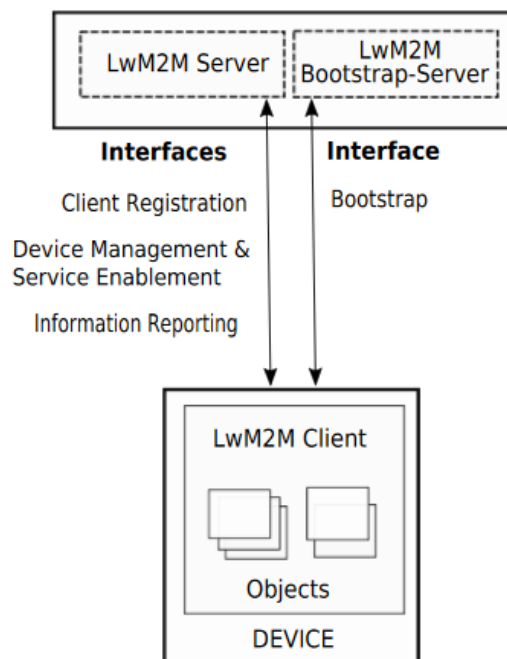 LwM2M Server
LwM2M
Bootstrap-Server
Interfaces
Interface
Client Registration
Bootstrap
Device Management &
Service Enablement
Information Reporting
LwM2M Client
Objects
DEVICE